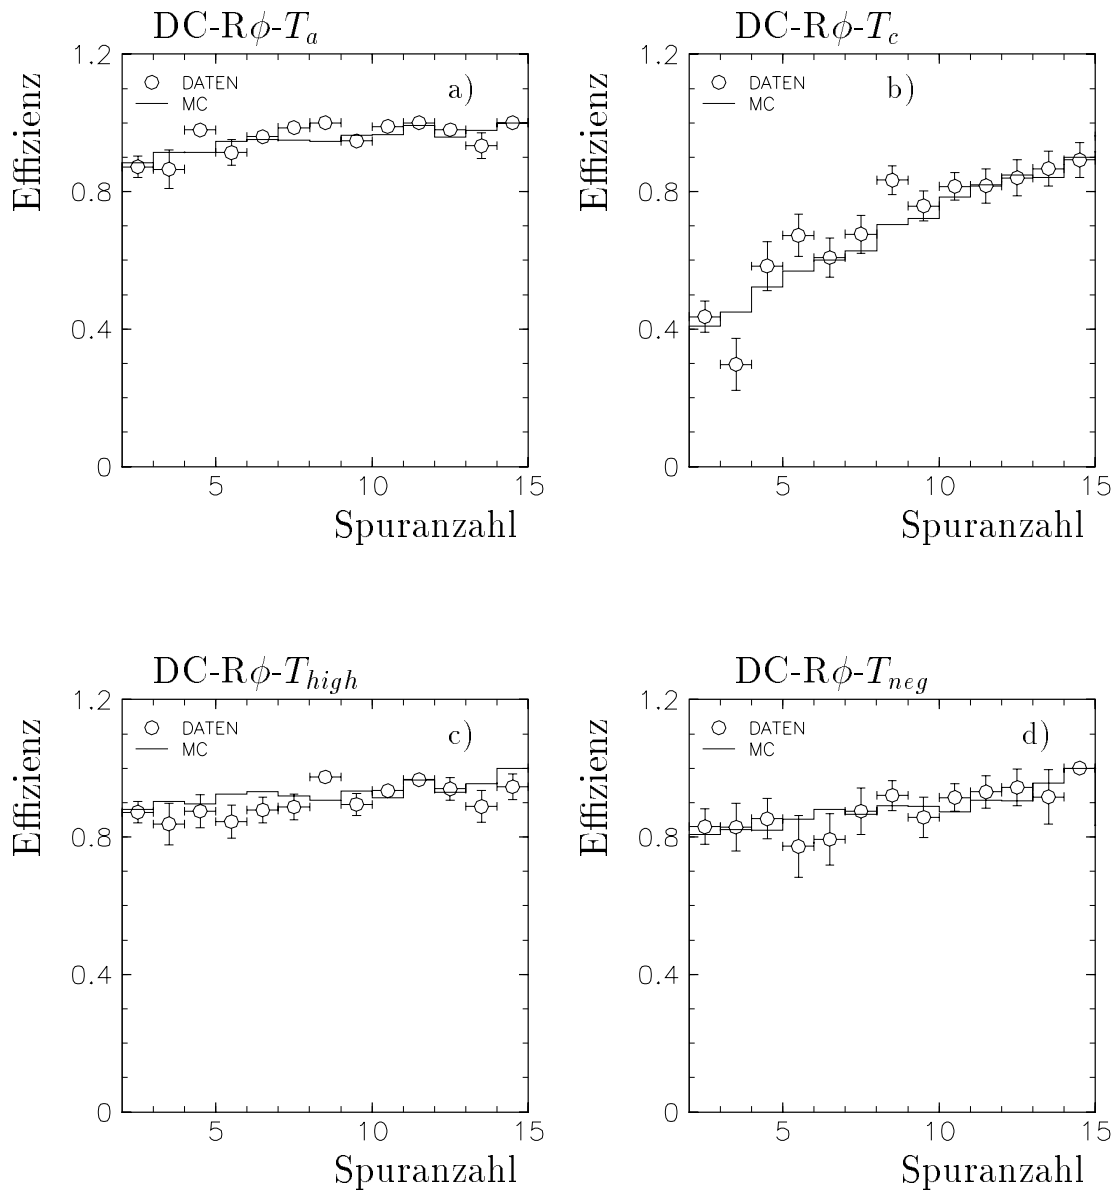 DC-Rϕ-T_a
1.2
DATEN
MC
a)
Effizienz
0.8
0.4
0
5
10
15
Spuranzahl
DC-Rϕ-T_c
1.2
DATEN
MC
b)
Effizienz
0.8
0.4
0
5
10
15
Spuranzahl
DC-Rϕ-T_high
1.2
DATEN
MC
c)
Effizienz
0.8
0.4
0
5
10
15
Spuranzahl
DC-Rϕ-T_neg
1.2
DATEN
MC
d)
Effizienz
0.8
0.4
0
5
10
15
Spuranzahl